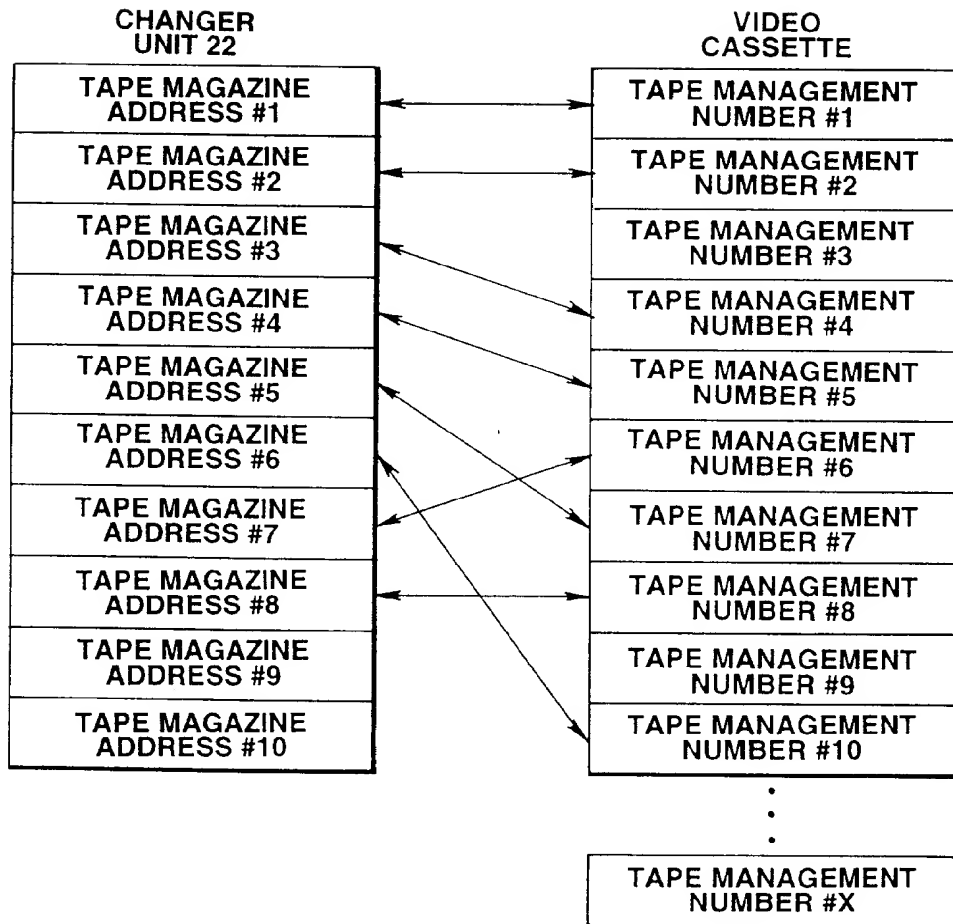 CHANGER
UNIT 22
TAPE MAGAZINE
ADDRESS #1
TAPE MAGAZINE
ADDRESS #2
TAPE MAGAZINE
ADDRESS #3
TAPE MAGAZINE
ADDRESS #4
TAPE MAGAZINE
ADDRESS #5
TAPE MAGAZINE
ADDRESS #6
TAPE MAGAZINE
ADDRESS #7
TAPE MAGAZINE
ADDRESS #8
TAPE MAGAZINE
ADDRESS #9
TAPE MAGAZINE
ADDRESS #10
VIDEO
CASSETTE
TAPE MANAGEMENT
NUMBER #1
TAPE MANAGEMENT
NUMBER #2
TAPE MANAGEMENT
NUMBER #3
TAPE MANAGEMENT
NUMBER #4
TAPE MANAGEMENT
NUMBER #5
TAPE MANAGEMENT
NUMBER #6
TAPE MANAGEMENT
NUMBER #7
TAPE MANAGEMENT
NUMBER #8
TAPE MANAGEMENT
NUMBER #9
TAPE MANAGEMENT
NUMBER #10
TAPE MANAGEMENT
NUMBER #X